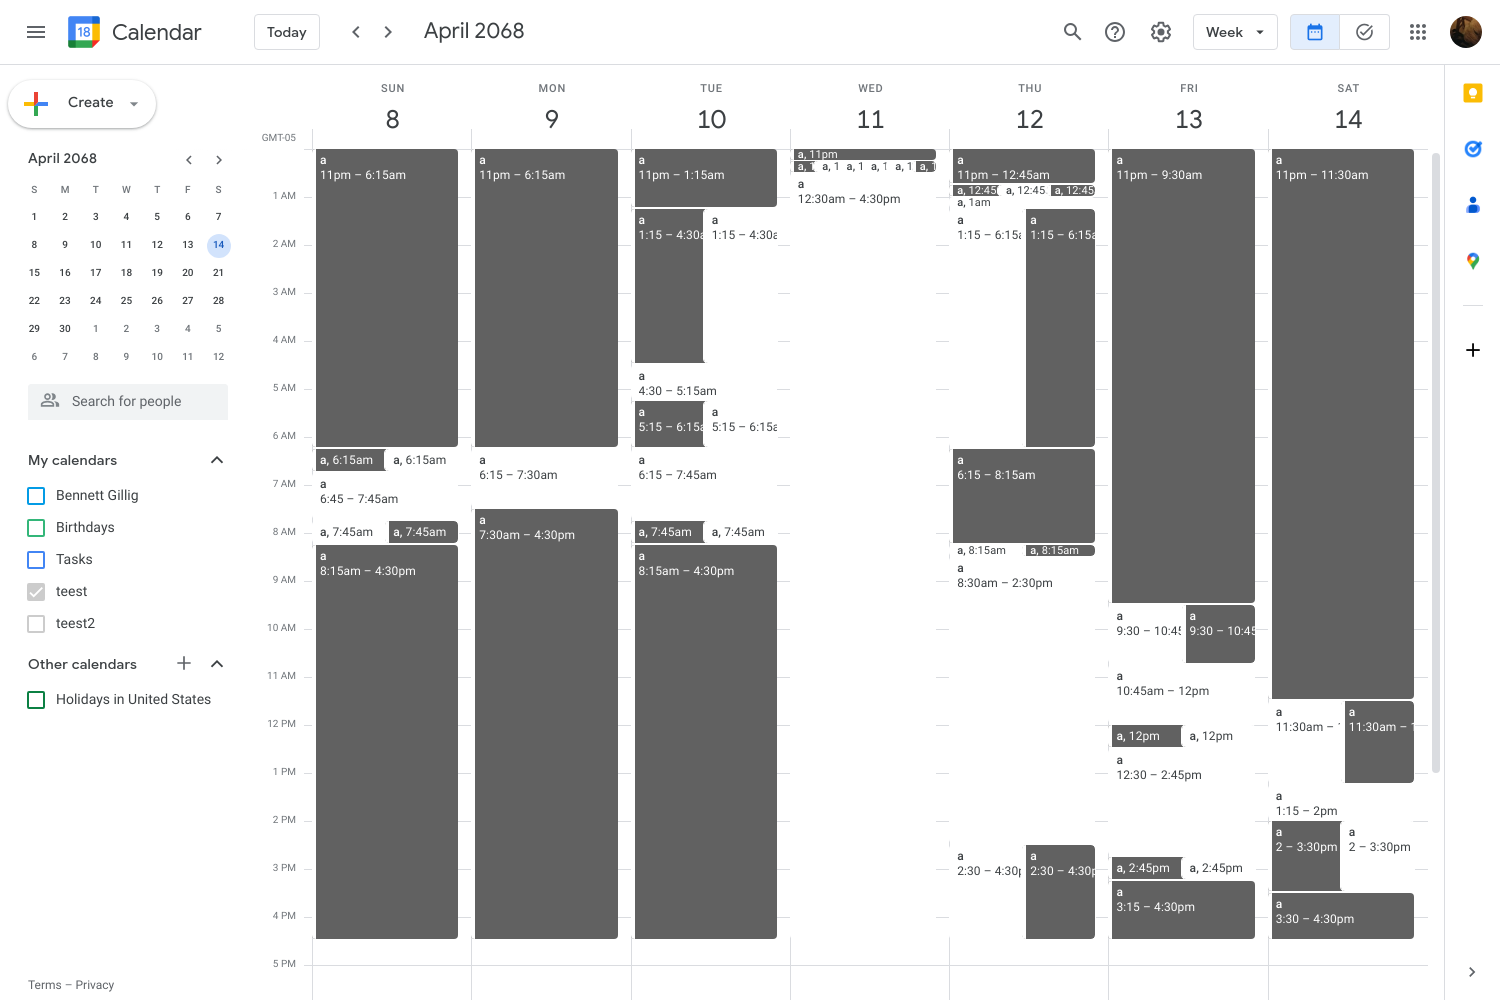 18 Calendar
Today
April 2068
Week
Create
April 2068
S M T W T F S
1 2 3 4 5 6 7
8 9 10 11 12 13 14
15 16 17 18 19 20 21
22 23 24 25 26 27 28
29 30 1 2 3 4 5
6 7 8 9 10 11 12
Search for people
My calendars
Bennett Gillig
Birthdays
Tasks
teest
teest2
Other calendars
Holidays in United States
Terms – Privacy
GMT-05
1 AM
2 AM
3 AM
4 AM
5 AM
6 AM
7 AM
8 AM
9 AM
10 AM
11 AM
12 PM
1 PM
2 PM
3 PM
4 PM
5 PM
SUN
8
a
11pm – 6:15am
a, 6:15am
a, 6:15am
a
6:45 – 7:45am
a, 7:45am
a, 7:45am
a
8:15am – 4:30pm
MON
9
a
11pm – 6:15am
a
6:15 – 7:30am
a
7:30am – 4:30pm
TUE
10
a
11pm – 1:15am
a
1:15 – 4:30a
a
1:15 – 4:30a
a
4:30 – 5:15am
a
5:15 – 6:15a
a
5:15 – 6:15a
a
6:15 – 7:45am
a, 7:45am
a, 7:45am
a
8:15am – 4:30pm
WED
11
a, 11pm
a, 1
a, 1
a, 1
a, 1
a
12:30am – 4:30pm
THU
12
a
11pm – 12:45am
a, 12:45
a, 12:45
a, 12:45
a, 1am
a
1:15 – 6:15a
a
1:15 – 6:15a
a
6:15 – 8:15am
a, 8:15am
a, 8:15am
a
8:30am – 2:30pm
a
2:30 – 4:30p
a
2:30 – 4:30p
FRI
13
a
11pm – 9:30am
a
9:30 – 10:45
a
9:30 – 10:45
a
10:45am – 12pm
a, 12pm
a, 12pm
a
12:30 – 2:45pm
a, 2:45pm
a, 2:45pm
a
3:15 – 4:30pm
SAT
14
a
11pm – 11:30am
a
11:30am –
a
11:30am –
a
1:15 – 2pm
a
2 – 3:30pm
a
2 – 3:30pm
a
3:30 – 4:30pm